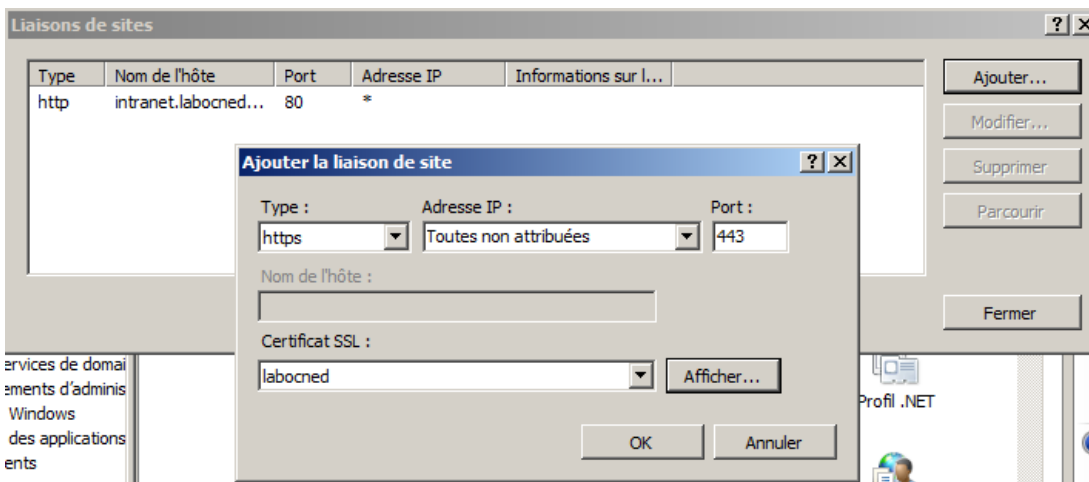 Liaisons de sites
Type Nom de l'hôte Port Adresse IP Informations sur l...
http intranet.labocned... 80 *
Ajouter...
Modifier...
Supprimer
Parcourir
Fermer
Ajouter la liaison de site
Type : Adresse IP : Port :
https Toutes non attribuées 443
Nom de l'hôte :
Certificat SSL :
labocned Afficher...
OK Annuler
ervices de domai
ements d'adminis
Windows
des applications
ents
Profil .NET